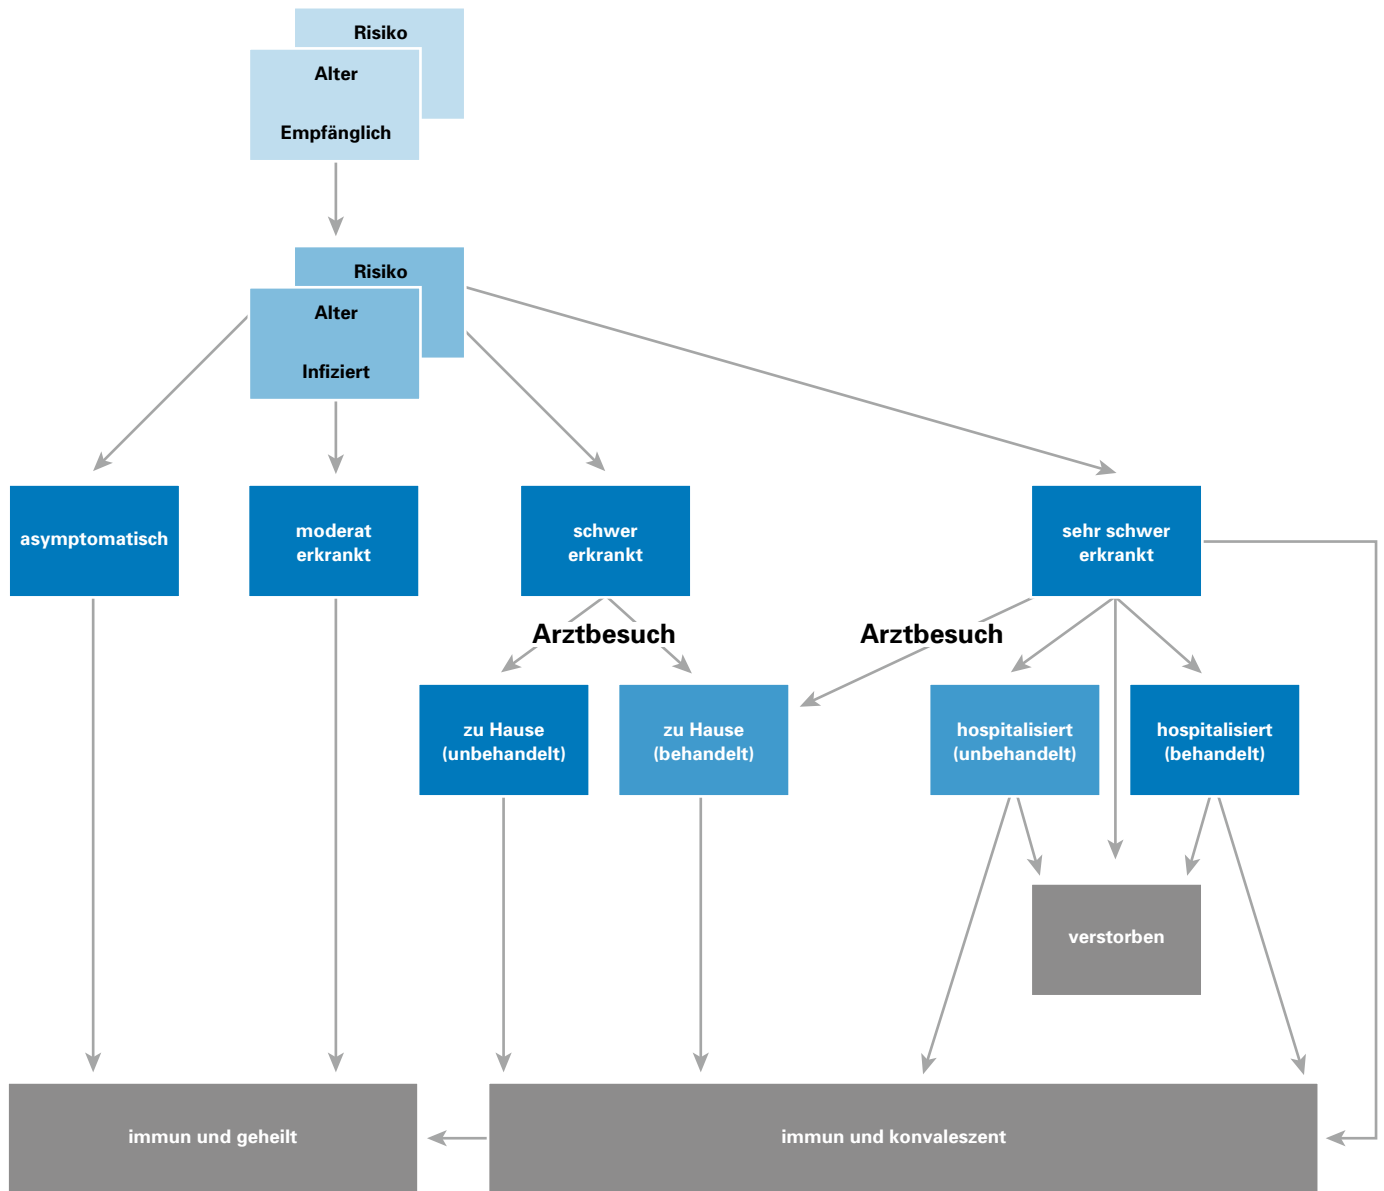 Risiko
Alter
Empfänglich
Risiko
Alter
Infiziert
asymptomatisch
moderat
erkrankt
schwer
erkrankt
sehr schwer
erkrankt
Arztbesuch
Arztbesuch
zu Hause
(unbehandelt)
zu Hause
(behandelt)
hospitalisiert
(unbehandelt)
hospitalisiert
(behandelt)
verstorben
immun und geheilt
immun und konvaleszent